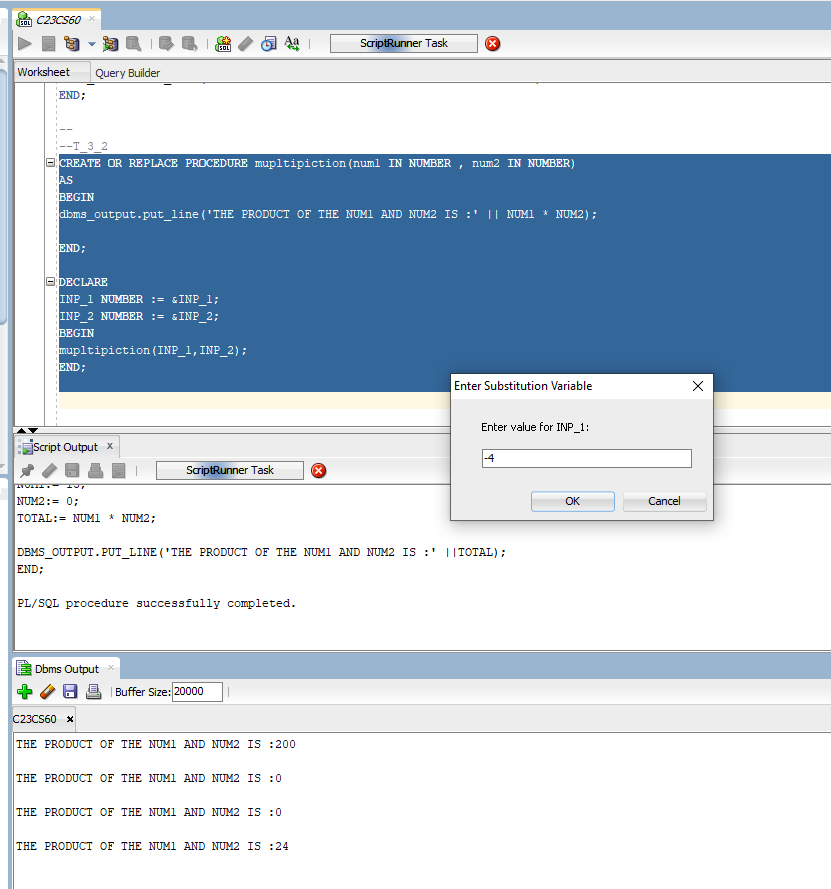 C23CS60
ScriptRunner Task
Worksheet Query Builder
END;
--
--T_3_2
CREATE OR REPLACE PROCEDURE mupltipiction(num1 IN NUMBER , num2 IN NUMBER)
AS
BEGIN
dbms_output.put_line('THE PRODUCT OF THE NUM1 AND NUM2 IS :' || NUM1 * NUM2);
END;
DECLARE
INP_1 NUMBER := &INP_1;
INP_2 NUMBER := &INP_2;
BEGIN
mupltipiction(INP_1,INP_2);
END;
Enter Substitution Variable
Enter value for INP_1:
-4
OK Cancel
Script Output
ScriptRunner Task
NUM1:= 15;
NUM2:= 0;
TOTAL:= NUM1 * NUM2;
DBMS_OUTPUT.PUT_LINE('THE PRODUCT OF THE NUM1 AND NUM2 IS :' ||TOTAL);
END;
PL/SQL procedure successfully completed.
Dbms Output
Buffer Size: 20000
C23CS60
THE PRODUCT OF THE NUM1 AND NUM2 IS :200
THE PRODUCT OF THE NUM1 AND NUM2 IS :0
THE PRODUCT OF THE NUM1 AND NUM2 IS :0
THE PRODUCT OF THE NUM1 AND NUM2 IS :24